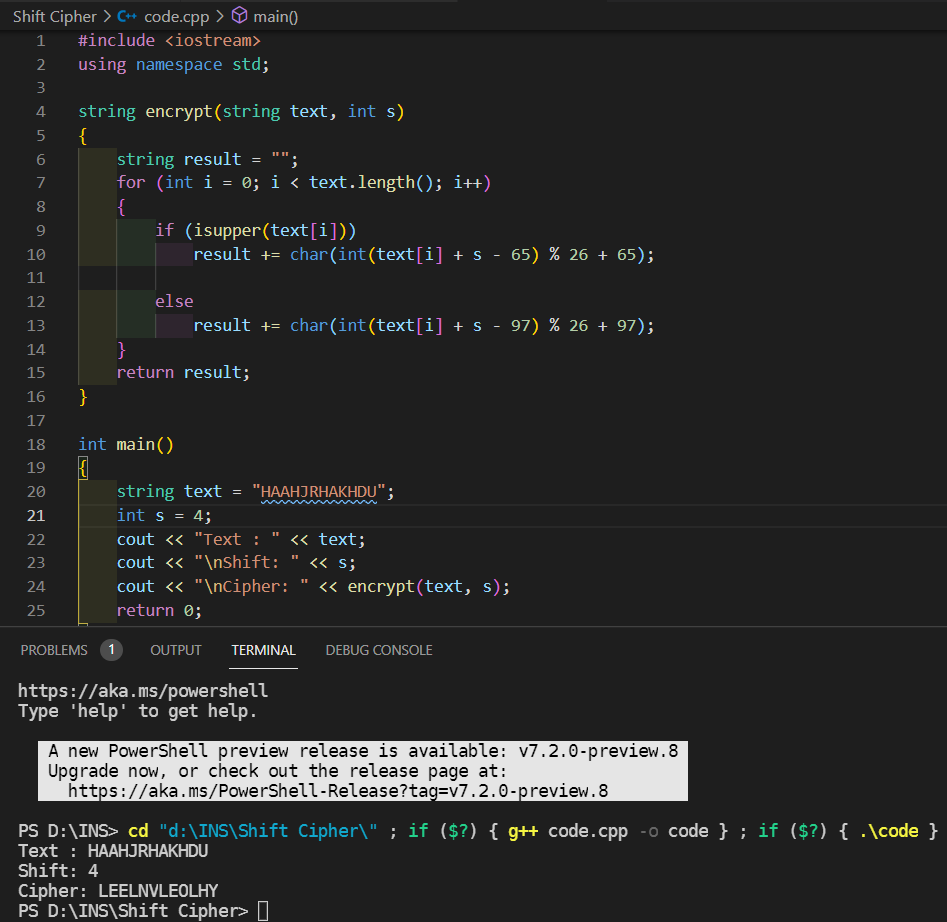 Shift Cipher > C++ code.cpp > main()
1 #include <iostream>
2 using namespace std;
3
4 string encrypt(string text, int s)
5 {
6     string result = "";
7     for (int i = 0; i < text.length(); i++)
8     {
9         if (isupper(text[i]))
10             result += char(int(text[i] + s - 65) % 26 + 65);
11
12         else
13             result += char(int(text[i] + s - 97) % 26 + 97);
14     }
15     return result;
16 }
17
18 int main()
19 {
20     string text = "HAAHJRHAKHDU";
21     int s = 4;
22     cout << "Text : " << text;
23     cout << "\nShift: " << s;
24     cout << "\nCipher: " << encrypt(text, s);
25     return 0;
PROBLEMS 1 OUTPUT TERMINAL DEBUG CONSOLE
https://aka.ms/powershell
Type 'help' to get help.
A new PowerShell preview release is available: v7.2.0-preview.8
Upgrade now, or check out the release page at:
https://aka.ms/PowerShell-Release?tag=v7.2.0-preview.8
PS D:\INS> cd "d:\INS\Shift Cipher\" ; if ($?) { g++ code.cpp -o code } ; if ($?) { .\code }
Text : HAAHJRHAKHDU
Shift: 4
Cipher: LEELNVLEOLHY
PS D:\INS\Shift Cipher>